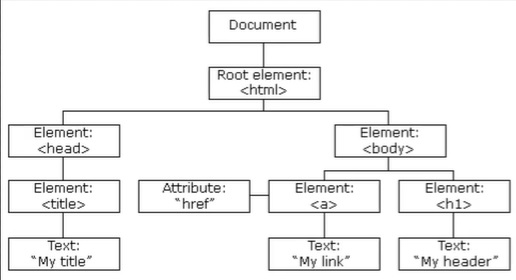 Document
Root element:
<html>
Element:
<head>
Element:
<body>
Element:
<title>
Attribute:
“href”
Element:
<a>
Element:
<h1>
Text:
“My title”
Text:
“My link”
Text:
“My header”